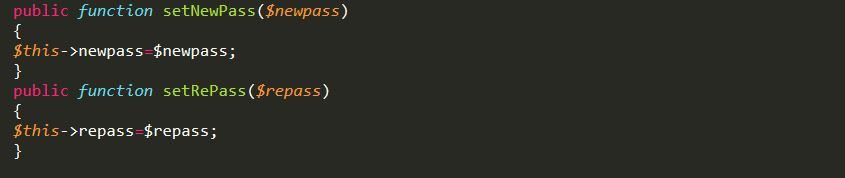 public function setNewPass($newpass)
{
$this->newpass=$newpass;
}
public function setRePass($repass)
{
$this->repass=$repass;
}